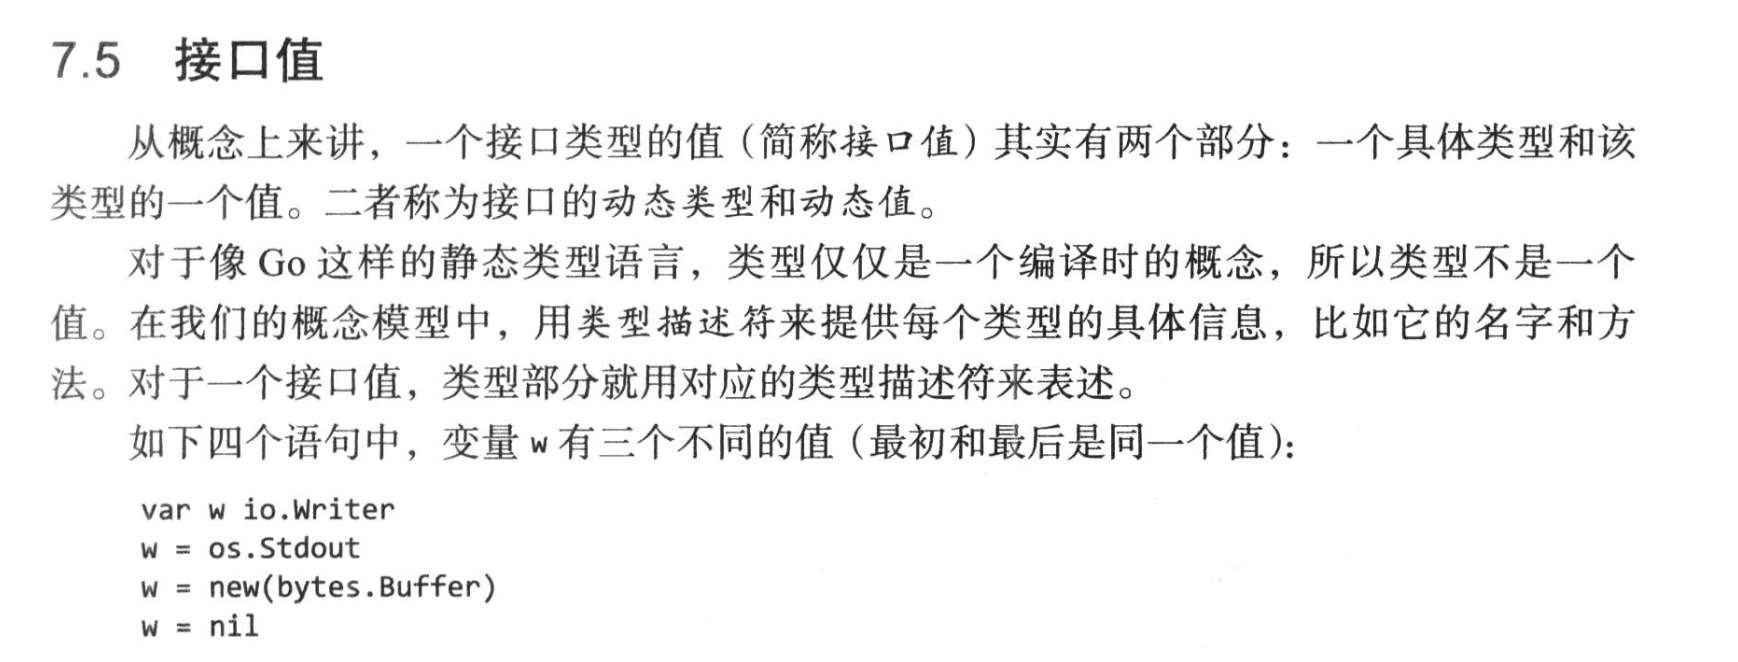 7.5 接口值
从概念上来讲，一个接口类型的值（简称接口值）其实有两个部分：一个具体类型和该
类型的一个值。二者称为接口的动态类型和动态值。
对于像 Go 这样的静态类型语言，类型仅仅是一个编译时的概念，所以类型不是一个
值。在我们的概念模型中，用类型描述符来提供每个类型的具体信息，比如它的名字和方
法。对于一个接口值，类型部分就用对应的类型描述符来表述。
如下四个语句中，变量 w 有三个不同的值（最初和最后是同一个值）：
var w io.Writer
w = os.Stdout
w = new(bytes.Buffer)
w = nil